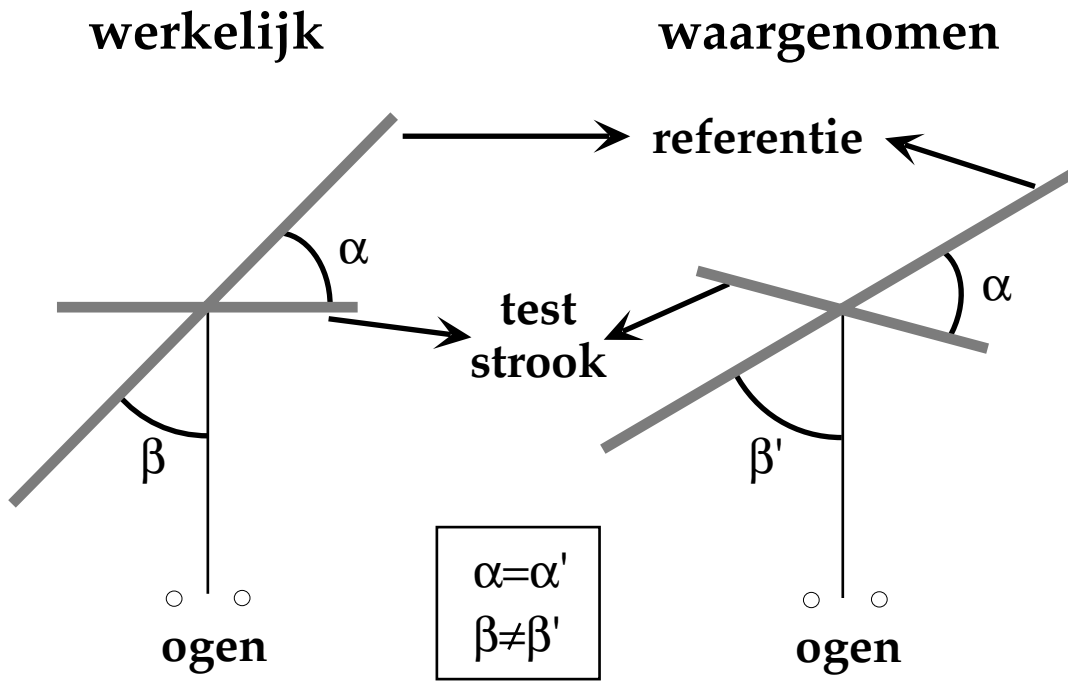 werkelijk
waargenomen
referentie
α
α
test
strook
β
β'
α=α'
β≠β'
ogen
ogen